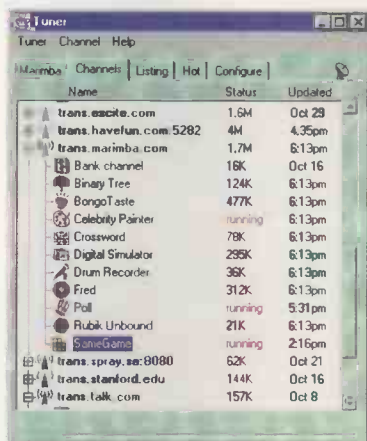 Tuner
Tuner Channel Help
Marimba Channels Listing Hot Configure
Name Status Updated
trans.excite.com 1.6M Oct 29
trans.havefun.com:5282 4M 4.35pm
trans.marimba.com 1.7M 6:13pm
Bank channel 16K Oct 16
Binary Tree 124K 6:13pm
BongoTaste 477K 6:13pm
Celebrity Painter running 6:13pm
Crossword 78K 6:13pm
Digital Simulator 295K 6:13pm
Drum Recorder 36K 6:13pm
Fred 312K 6:13pm
Poll running 5:31pm
Rubik Unbound 21K 6:13pm
SameGame running 2:16pm
trans.spray.se:8080 62K Oct 21
trans.stanford.edu 144K Oct 16
trans.talk.com 157K Oct 8